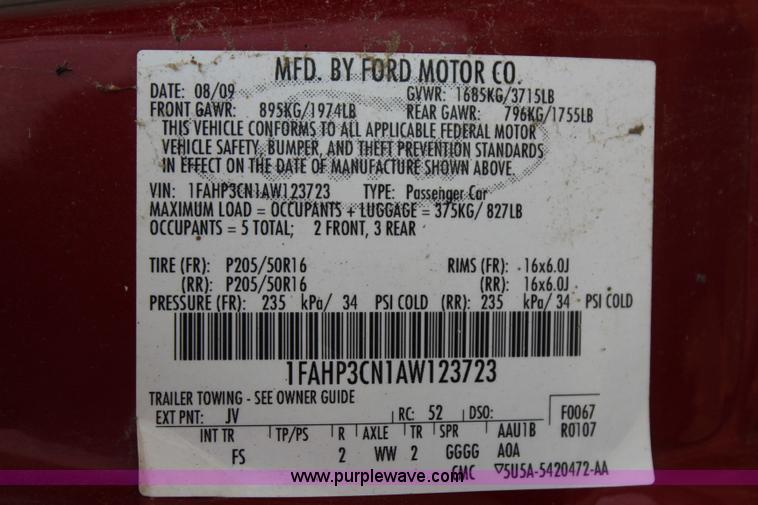 MFD. BY FORD MOTOR CO.
DATE: 08/09 GVWR: 1685KG/3715LB
FRONT GAWR: 895KG/1974LB REAR GAWR: 796KG/1755LB
THIS VEHICLE CONFORMS TO ALL APPLICABLE FEDERAL MOTOR
VEHICLE SAFETY, BUMPER, AND THEFT PREVENTION STANDARDS
IN EFFECT ON THE DATE OF MANUFACTURE SHOWN ABOVE.
VIN: 1FAHP3CN1AW123723 TYPE: Passenger Car
MAXIMUM LOAD = OCCUPANTS + LUGGAGE = 375KG/ 827LB
OCCUPANTS = 5 TOTAL; 2 FRONT, 3 REAR
TIRE (FR): P205/50R16 RIMS (FR): 16x6.0J
(RR): P205/50R16 (RR): 16x6.0J
PRESSURE (FR): 235 kPa/ 34 PSI COLD (RR): 235 kPa/ 34 PSI COLD
1FAHP3CN1AW123723
TRAILER TOWING - SEE OWNER GUIDE
EXT PNT: JV RC: 52 DSO: F0067
INT TR TP/PS R AXLE TR SPR AAU1B R0107
FS 2 WW 2 GGGG AOA
GMC ▽5U5A-5420472-AA
www.purplewave.com